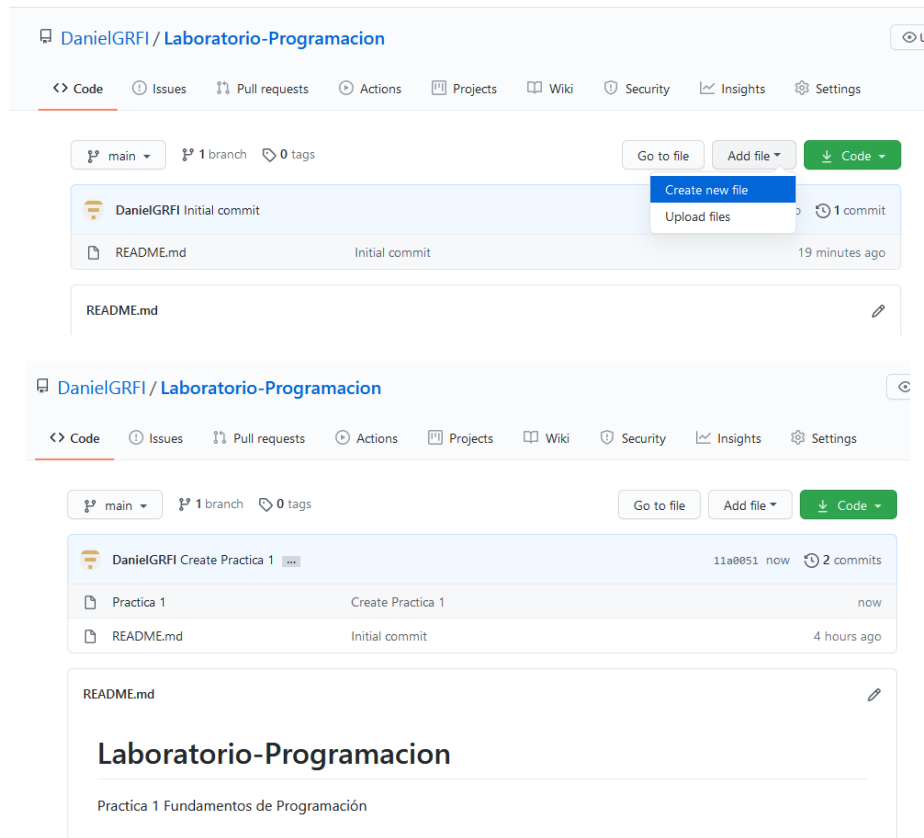 DanielGRFI / Laboratorio-Programacion
<> Code Issues Pull requests Actions Projects Wiki Security Insights Settings
main 1 branch 0 tags Go to file Add file Code
Create new file
DanielGRFI Initial commit 1 commit
Upload files
README.md Initial commit 19 minutes ago
README.md
DanielGRFI / Laboratorio-Programacion
<> Code Issues Pull requests Actions Projects Wiki Security Insights Settings
main 1 branch 0 tags Go to file Add file Code
DanielGRFI Create Practica 1 ... 11a0051 now 2 commits
Practica 1 Create Practica 1 now
README.md Initial commit 4 hours ago
README.md
Laboratorio-Programacion
Practica 1 Fundamentos de Programación